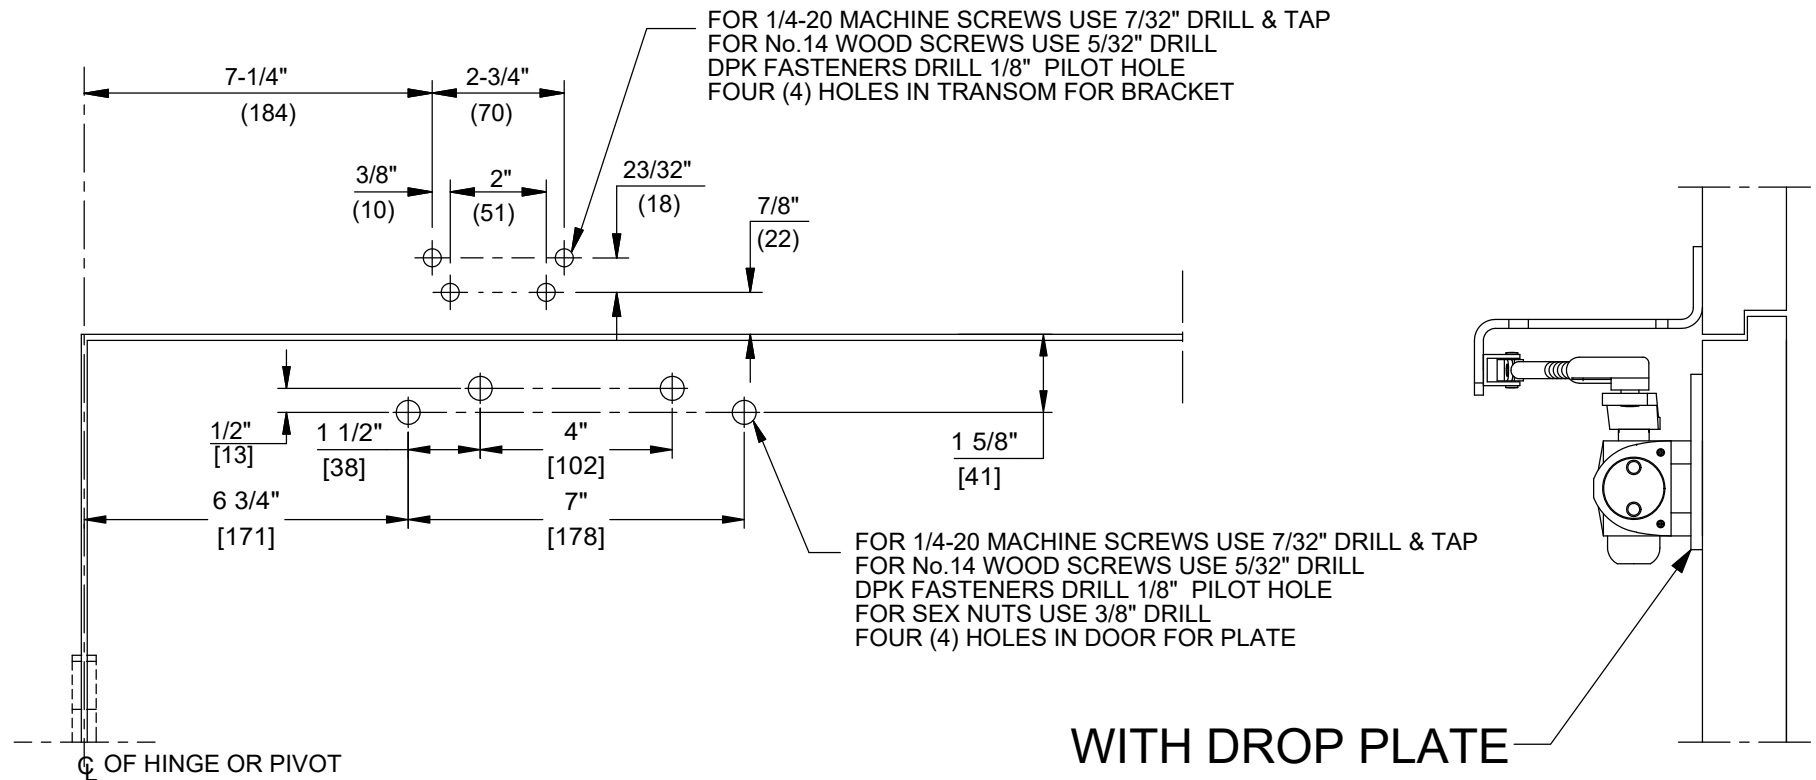 FOR 1/4-20 MACHINE SCREWS USE 7/32" DRILL & TAP
FOR No.14 WOOD SCREWS USE 5/32" DRILL
DPK FASTENERS DRILL 1/8" PILOT HOLE
FOUR (4) HOLES IN TRANSOM FOR BRACKET
7-1/4"
(184)
2-3/4"
(70)
3/8"
(10)
2"
(51)
23/32"
(18)
7/8"
(22)
1/2"
[13]
1 1/2"
[38]
4"
[102]
1 5/8"
[41]
6 3/4"
[171]
7"
[178]
FOR 1/4-20 MACHINE SCREWS USE 7/32" DRILL & TAP
FOR No.14 WOOD SCREWS USE 5/32" DRILL
DPK FASTENERS DRILL 1/8" PILOT HOLE
FOR SEX NUTS USE 3/8" DRILL
FOUR (4) HOLES IN DOOR FOR PLATE
WITH DROP PLATE
℄ OF HINGE OR PIVOT